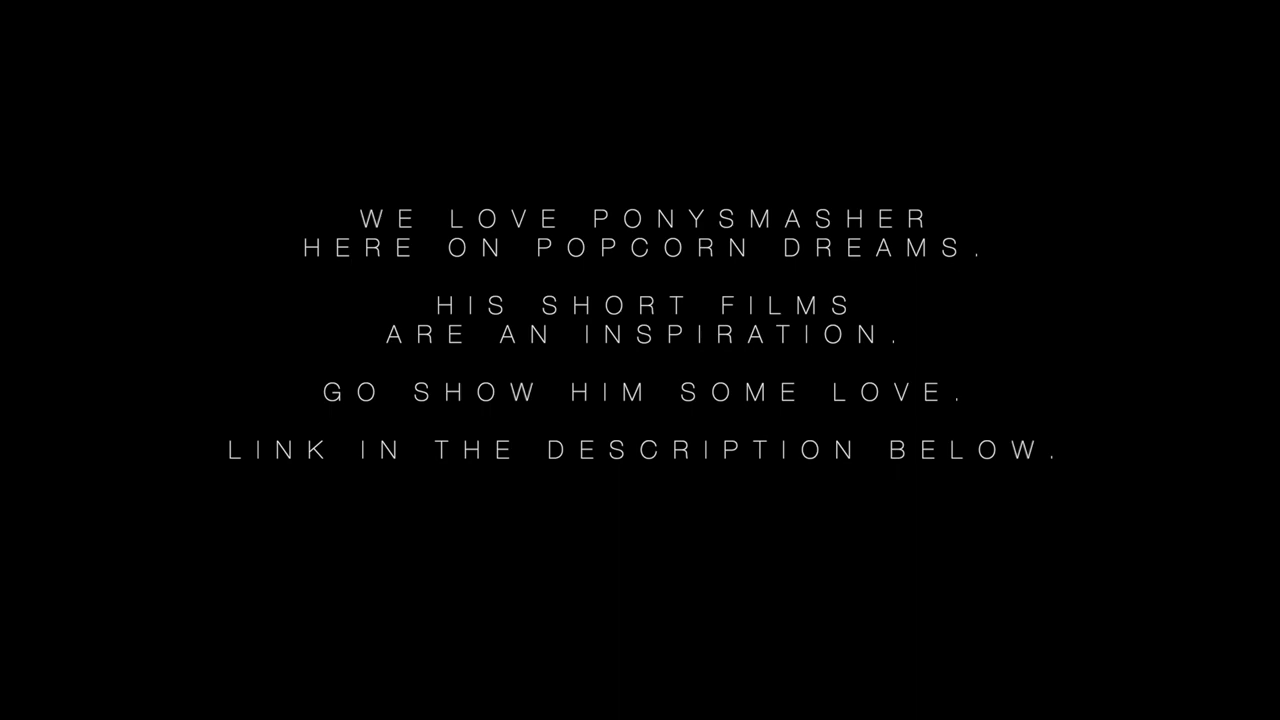 WE LOVE PONYSMASHER
HERE ON POPCORN DREAMS.
HIS SHORT FILMS
ARE AN INSPIRATION.
GO SHOW HIM SOME LOVE.
LINK IN THE DESCRIPTION BELOW.